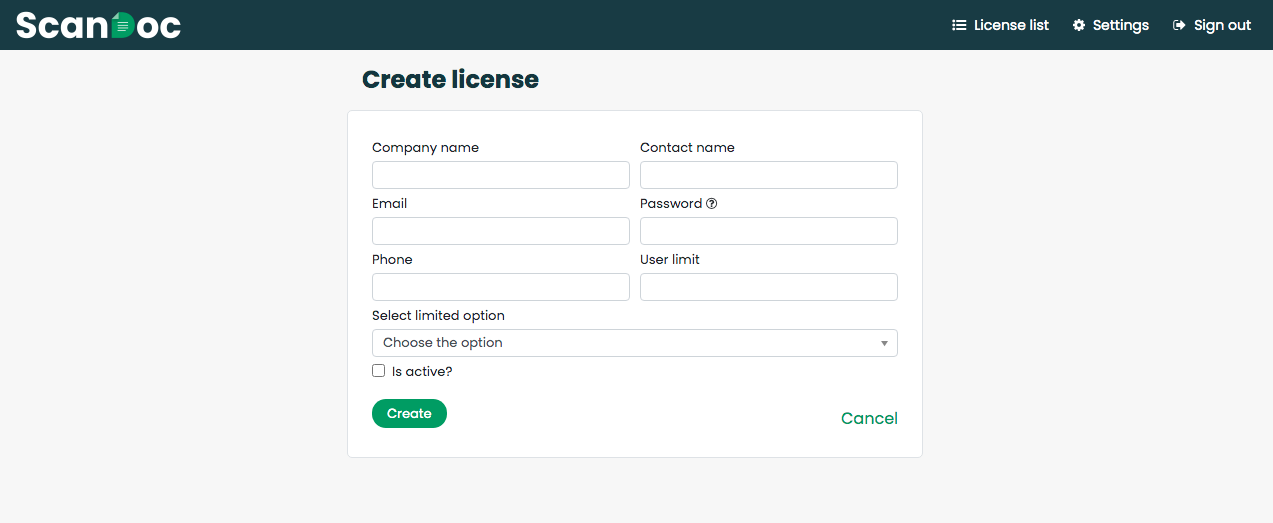 ScanDoc
License list
Settings
Sign out
Create license
Company name
Contact name
Email
Password
Phone
User limit
Select limited option
Choose the option
Is active?
Create
Cancel